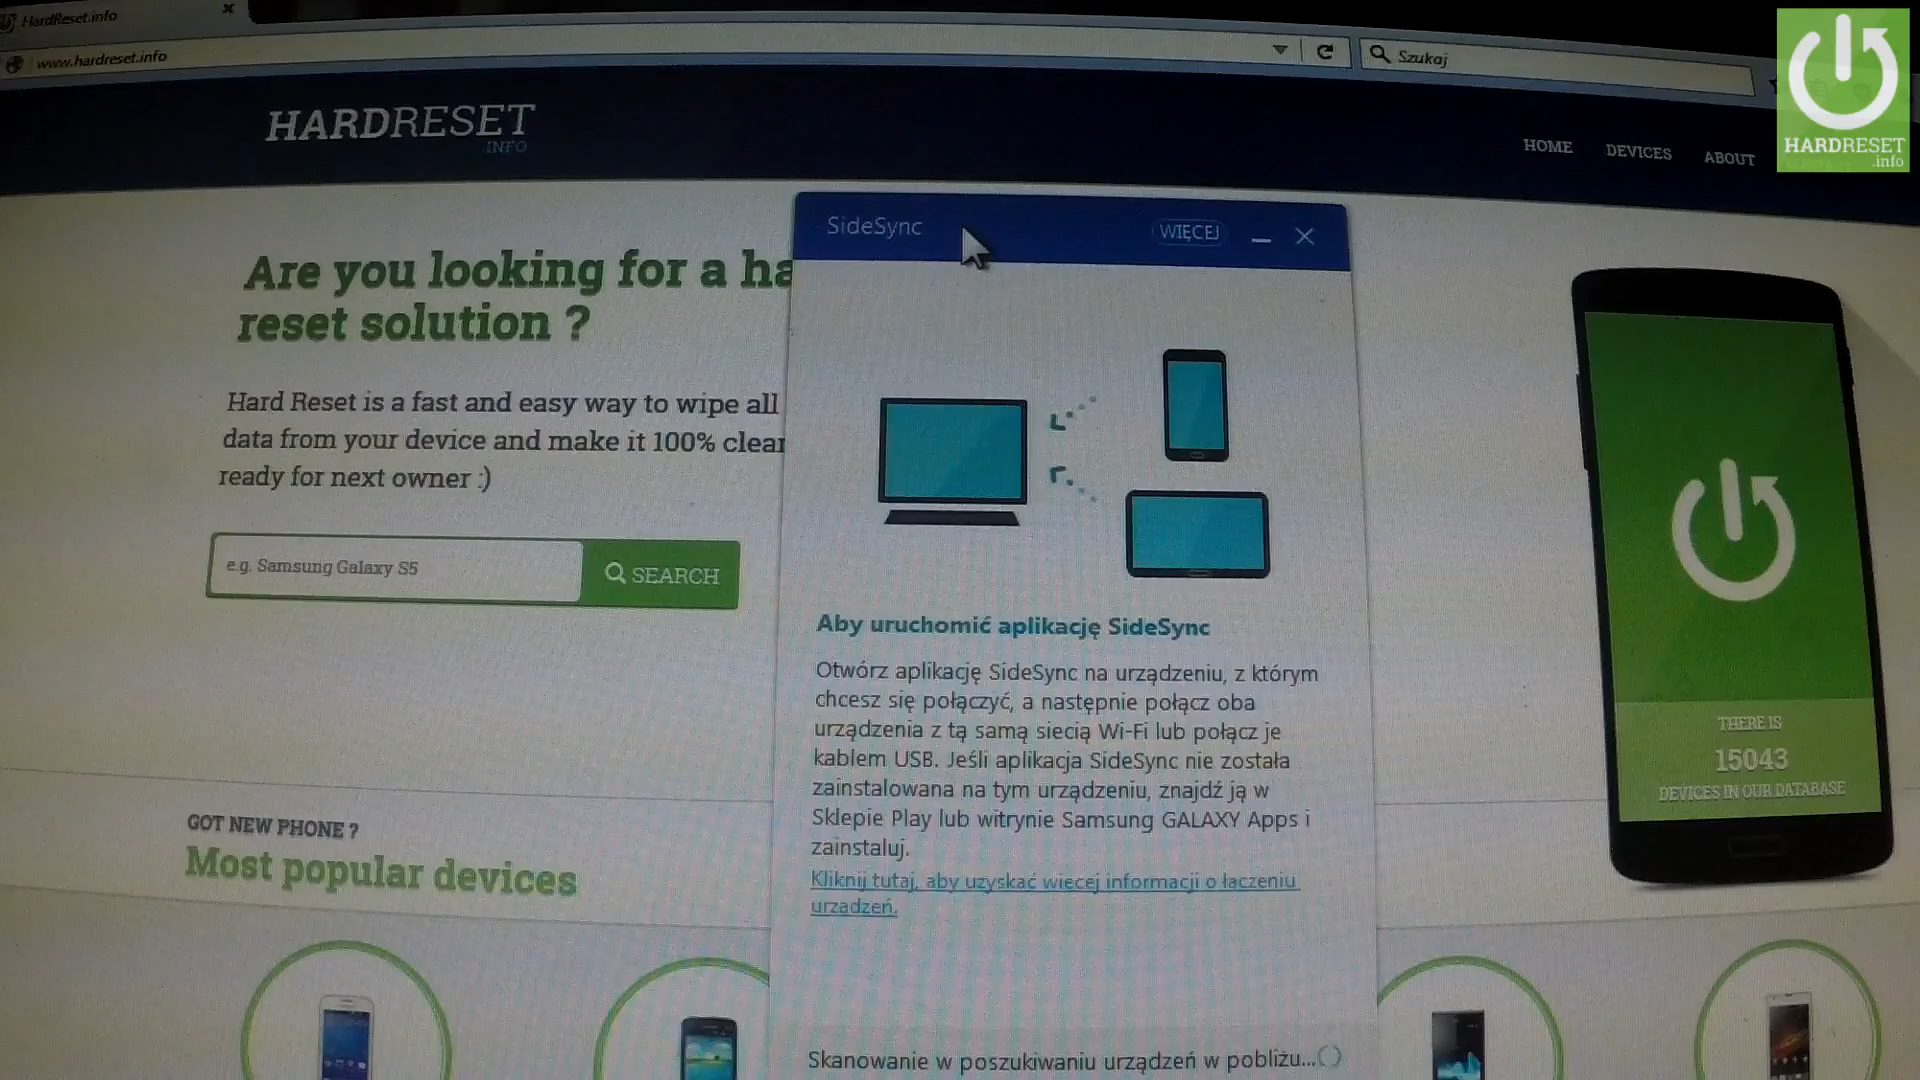 HardReset.info
www.hardreset.info
Szukaj
HARDRESET
INFO
HOME DEVICES ABOUT
HARDRESET
.info
Are you looking for a ha
reset solution ?
Hard Reset is a fast and easy way to wipe all
data from your device and make it 100% clear
ready for next owner :)
e.g. Samsung Galaxy S5
SEARCH
GOT NEW PHONE ?
Most popular devices
SideSync
WIĘCEJ
Aby uruchomić aplikację SideSync
Otwórz aplikację SideSync na urządzeniu, z którym
chcesz się połączyć, a następnie połącz oba
urządzenia z tą samą siecią Wi-Fi lub połącz je
kablem USB. Jeśli aplikacja SideSync nie została
zainstalowana na tym urządzeniu, znajdź ją w
Sklepie Play lub witrynie Samsung GALAXY Apps i
zainstaluj.
Kliknij tutaj, aby uzyskać więcej informacji o łączeniu
urządzeń.
Skanowanie w poszukiwaniu urządzeń w pobliżu...
THERE IS
15043
DEVICES IN OUR DATABASE